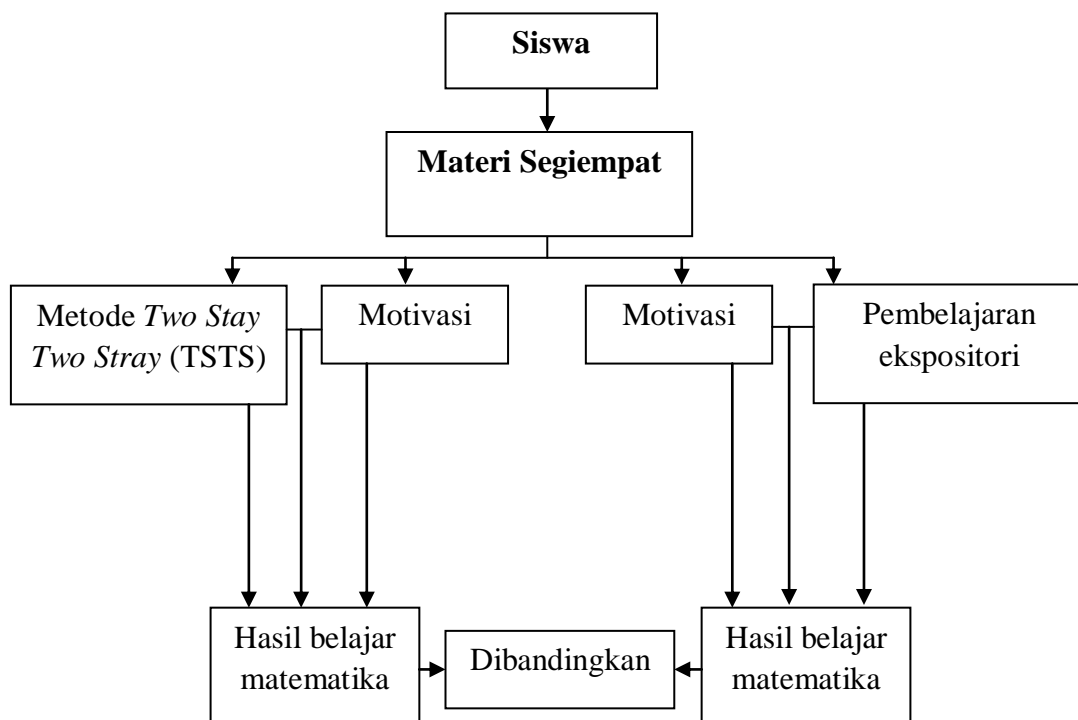 Siswa
Materi Segiempat
Metode Two Stay
Two Stray (TSTS)
Motivasi
Motivasi
Pembelajaran
ekspositori
Hasil belajar
matematika
Dibandingkan
Hasil belajar
matematika